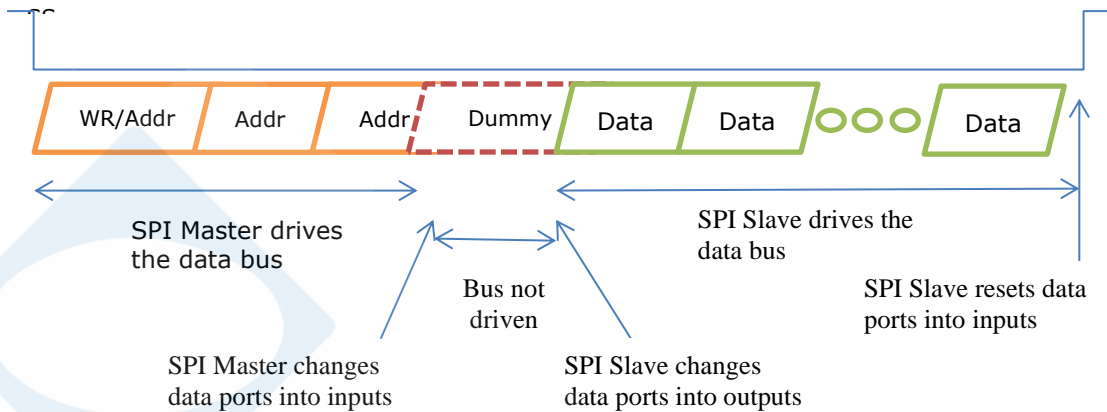 WR/Addr Addr Addr Dummy Data Data Data
SPI Master drives
the data bus
SPI Slave drives the
data bus
Bus not
driven
SPI Slave resets data
ports into inputs
SPI Master changes
data ports into inputs
SPI Slave changes
data ports into outputs